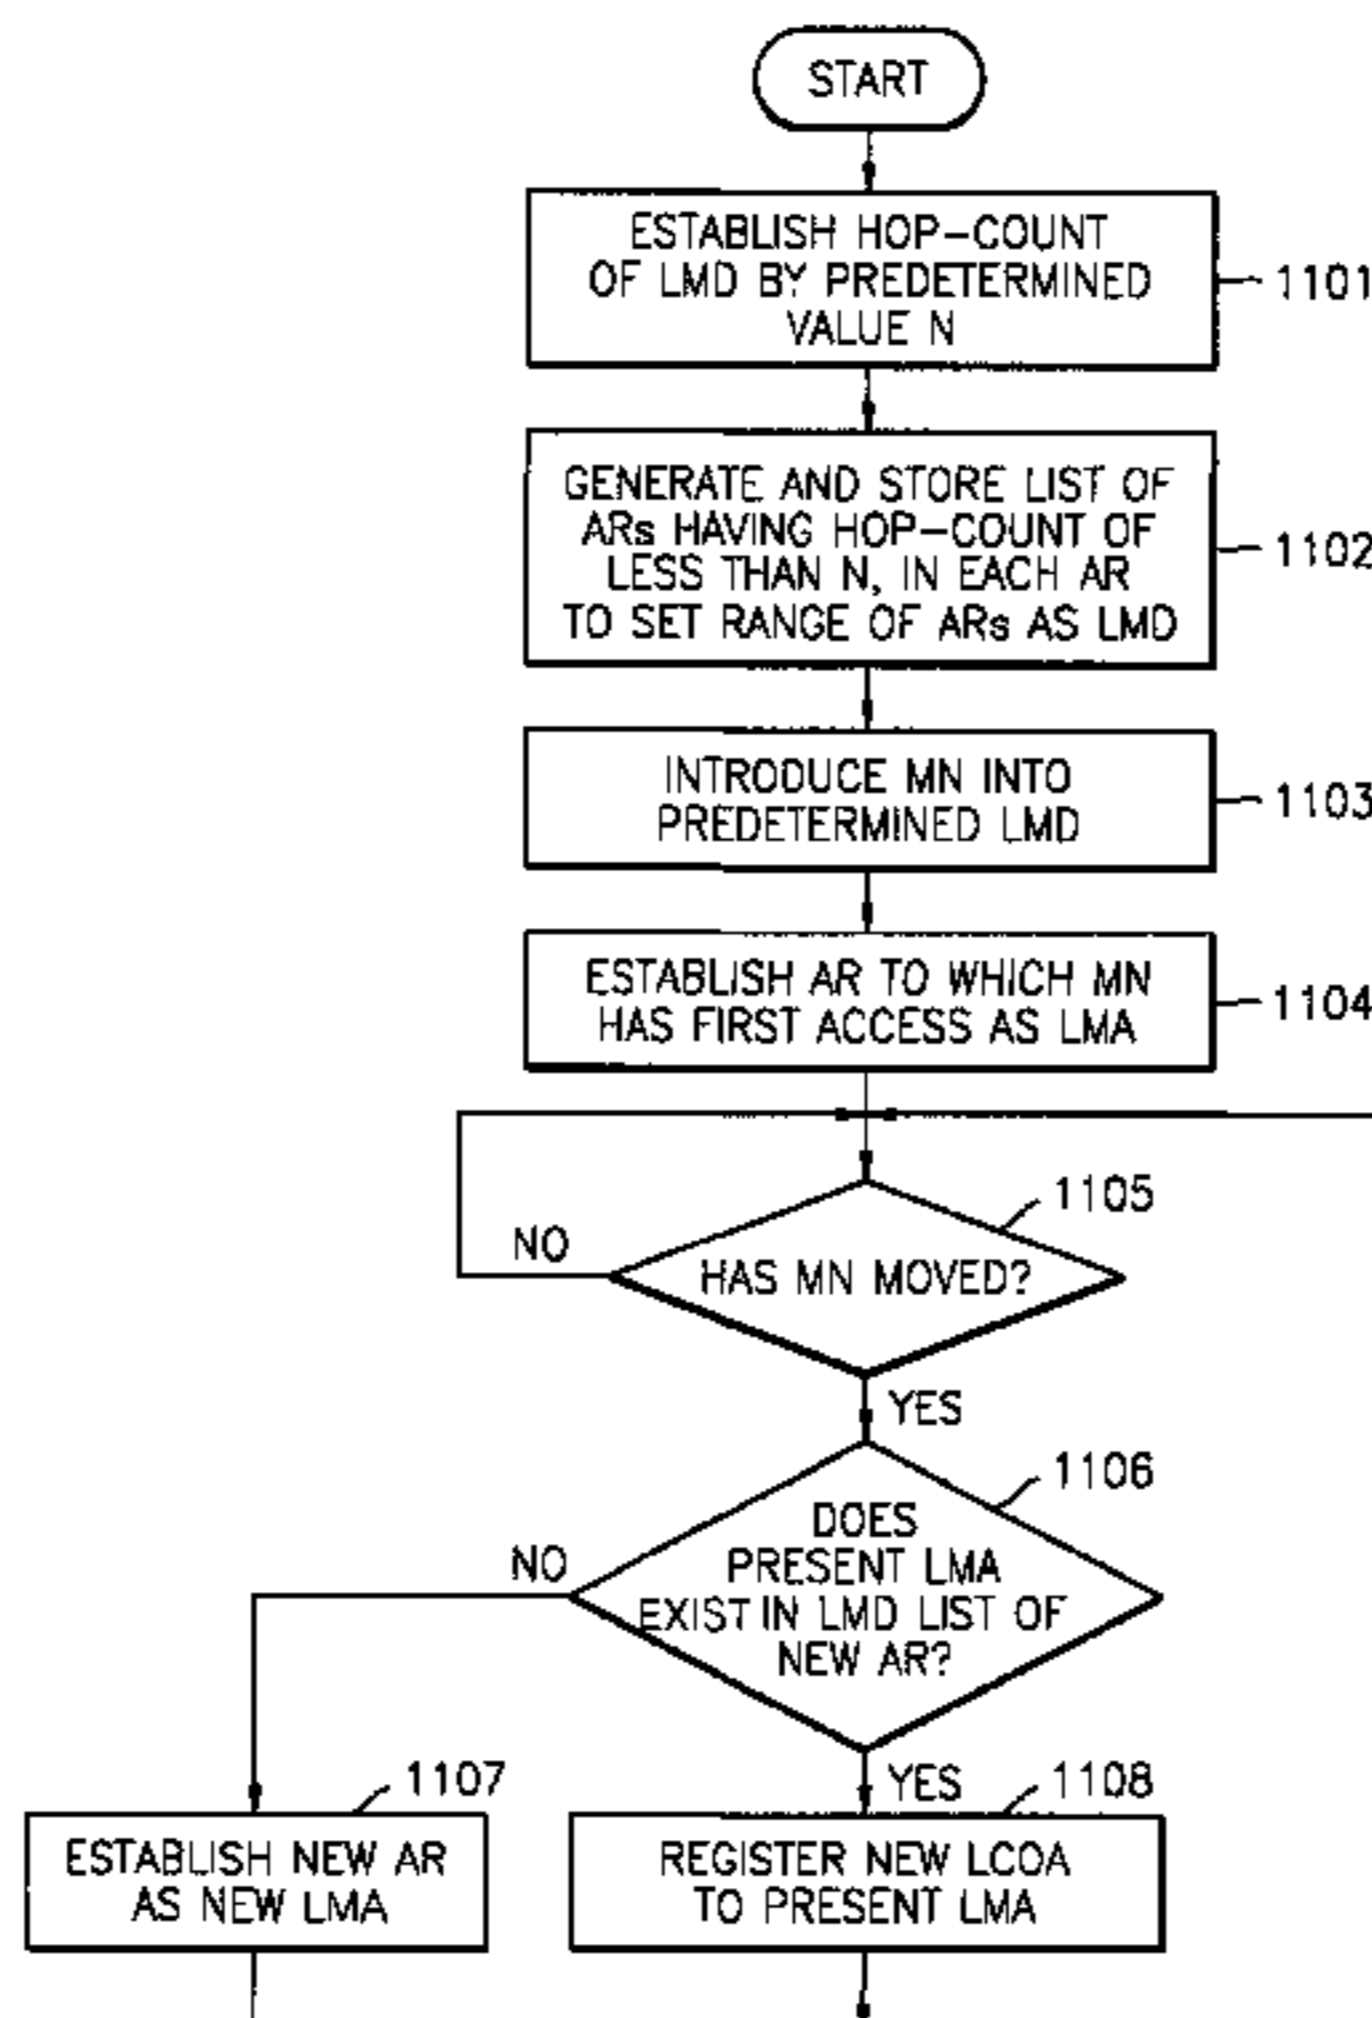 START
ESTABLISH HOP-COUNT
OF LMD BY PREDETERMINED
VALUE N
1101
GENERATE AND STORE LIST OF
ARs HAVING HOP-COUNT OF
LESS THAN N, IN EACH AR
TO SET RANGE OF ARs AS LMD
1102
INTRODUCE MN INTO
PREDETERMINED LMD
1103
ESTABLISH AR TO WHICH MN
HAS FIRST ACCESS AS LMA
1104
1105
NO
HAS MN MOVED?
YES
1106
DOES
PRESENT LMA
EXIST IN LMD LIST OF
NEW AR?
NO
YES
1107
ESTABLISH NEW AR
AS NEW LMA
1108
REGISTER NEW LCOA
TO PRESENT LMA